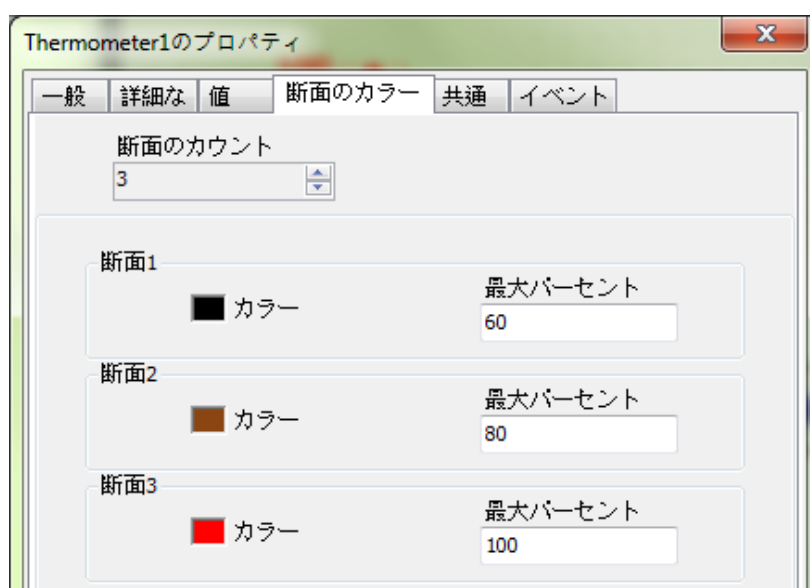 Thermometer1のプロパティ
一般 詳細な 値 断面のカラー 共通 イベント
断面のカウント
3
断面1
最大パーセント
カラー
60
断面2
最大パーセント
カラー
80
断面3
最大パーセント
カラー
100